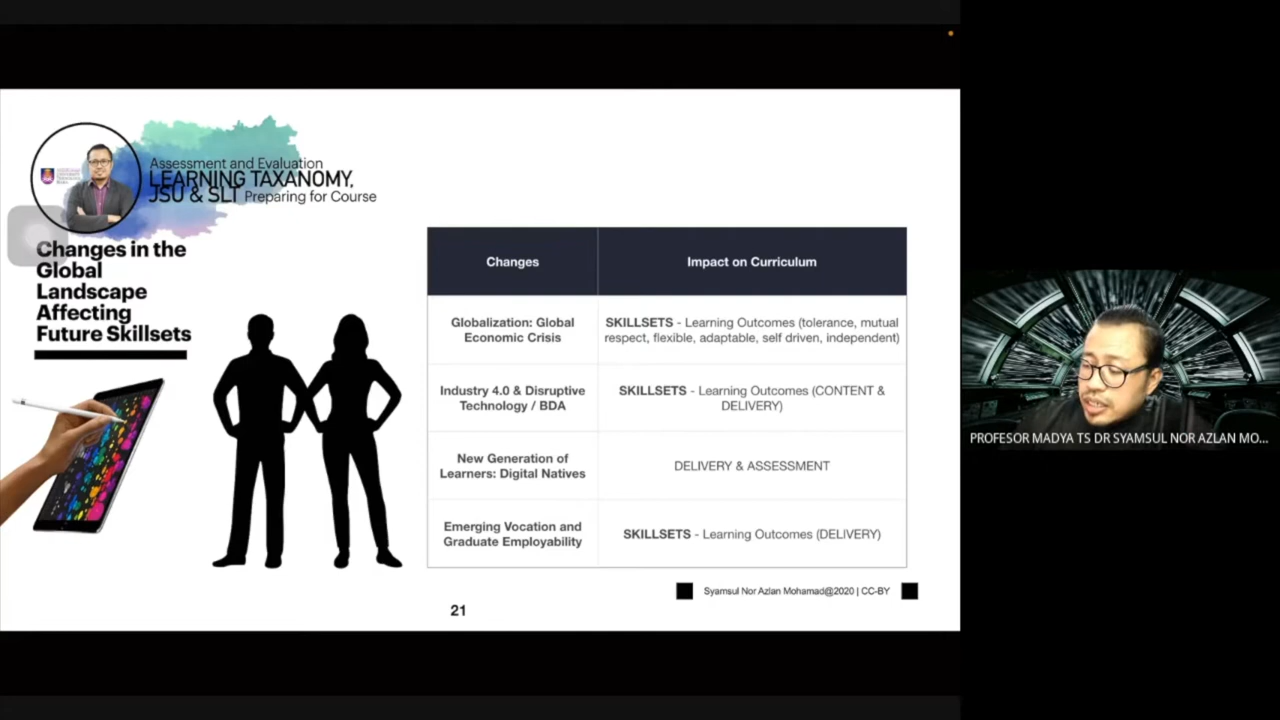 Assessment and Evaluation
LEARNING TAXANOMY,
JSU & SLT Preparing for Course
Changes in the
Global
Landscape
Affecting
Future Skillsets
Changes
Impact on Curriculum
Globalization: Global
Economic Crisis
SKILLSETS - Learning Outcomes (tolerance, mutual
respect, flexible, adaptable, self driven, independent)
Industry 4.0 & Disruptive
Technology / BDA
SKILLSETS - Learning Outcomes (CONTENT &
DELIVERY)
New Generation of
Learners: Digital Natives
DELIVERY & ASSESSMENT
Emerging Vocation and
Graduate Employability
SKILLSETS - Learning Outcomes (DELIVERY)
Syamsul Nor Azlan Mohamad@2020 | CC-BY
21
PROFESOR MADYA TS DR SYAMSUL NOR AZLAN MO...